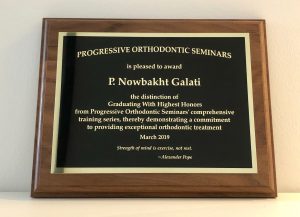 PROGRESSIVE ORTHODONTIC SEMINARS
is pleased to award
P. Nowbakht Galati
the distinction of
Graduating With Highest Honors
from Progressive Orthodontic Seminars' comprehensive
training series, thereby demonstrating a commitment
to providing exceptional orthodontic treatment
March 2019
Strength of mind is exercise, not rest.
~Alexander Pope